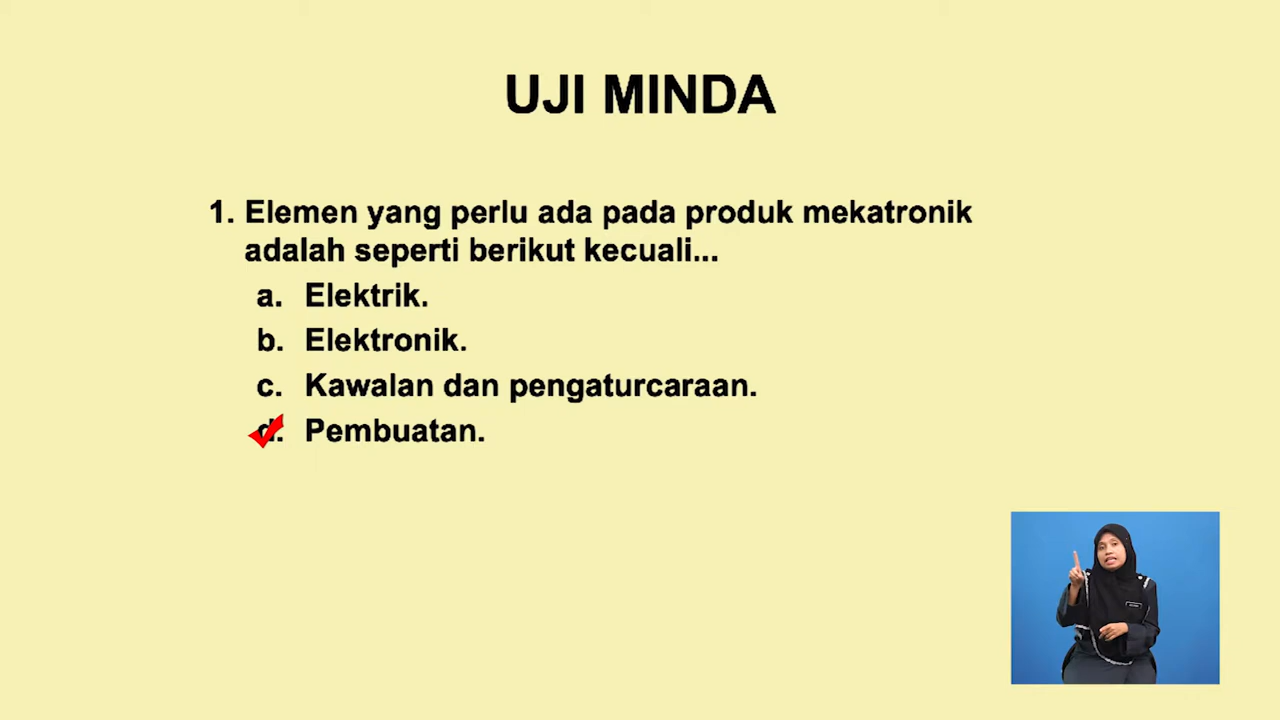 UJI MINDA
1. Elemen yang perlu ada pada produk mekatronik
adalah seperti berikut kecuali...
a. Elektrik.
b. Elektronik.
c. Kawalan dan pengaturcaraan.
d. Pembuatan.